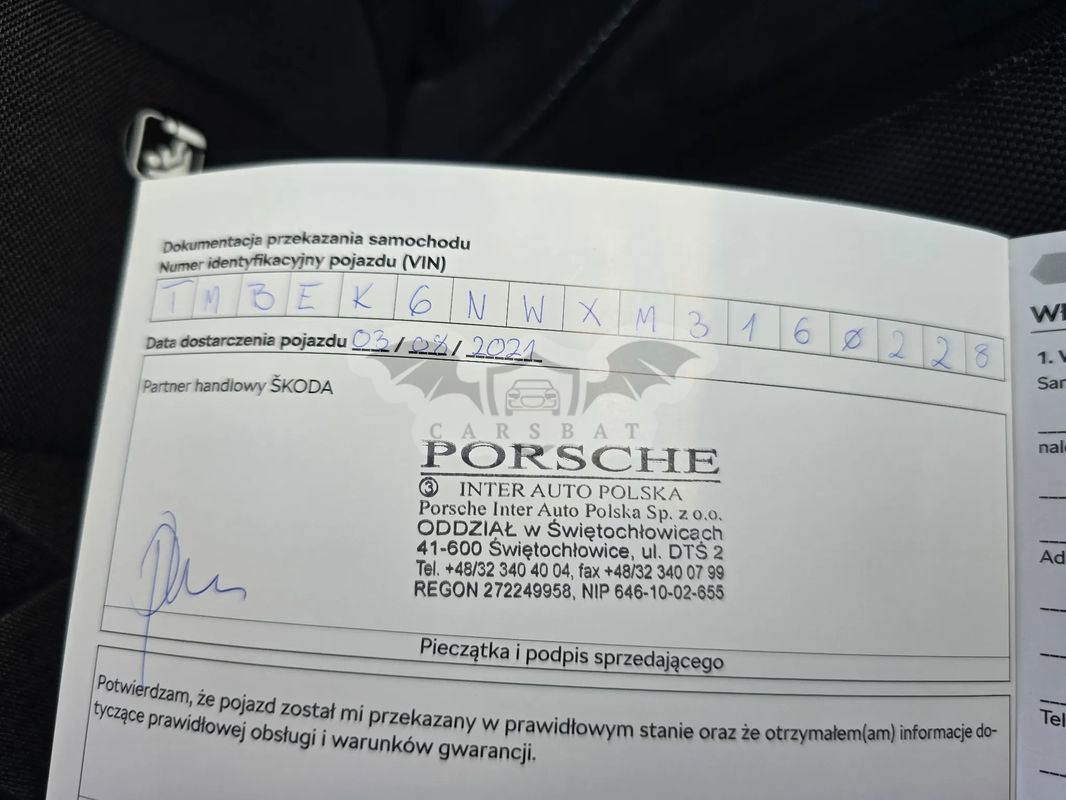 Dokumentacja przekazania samochodu
Numer identyfikacyjny pojazdu (VIN)
T M B E K 6 N W X M 3 1 6 0 2 2 8
Data dostarczenia pojazdu 03 / 08 / 2021
Partner handlowy ŠKODA
CARSBAT
PORSCHE
3 INTER AUTO POLSKA
Porsche Inter Auto Polska Sp. z o.o.
ODDZIAŁ w Świętochłowicach
41-600 Świętochłowice, ul. DTŚ 2
Tel. +48/32 340 40 04, fax +48/32 340 07 99
REGON 272249958, NIP 646-10-02-655
Pieczątka i podpis sprzedającego
Potwierdzam, że pojazd został mi przekazany w prawidłowym stanie oraz że otrzymałem(am) informacje do-
tyczące prawidłowej obsługi i warunków gwarancji.
1.
Tel